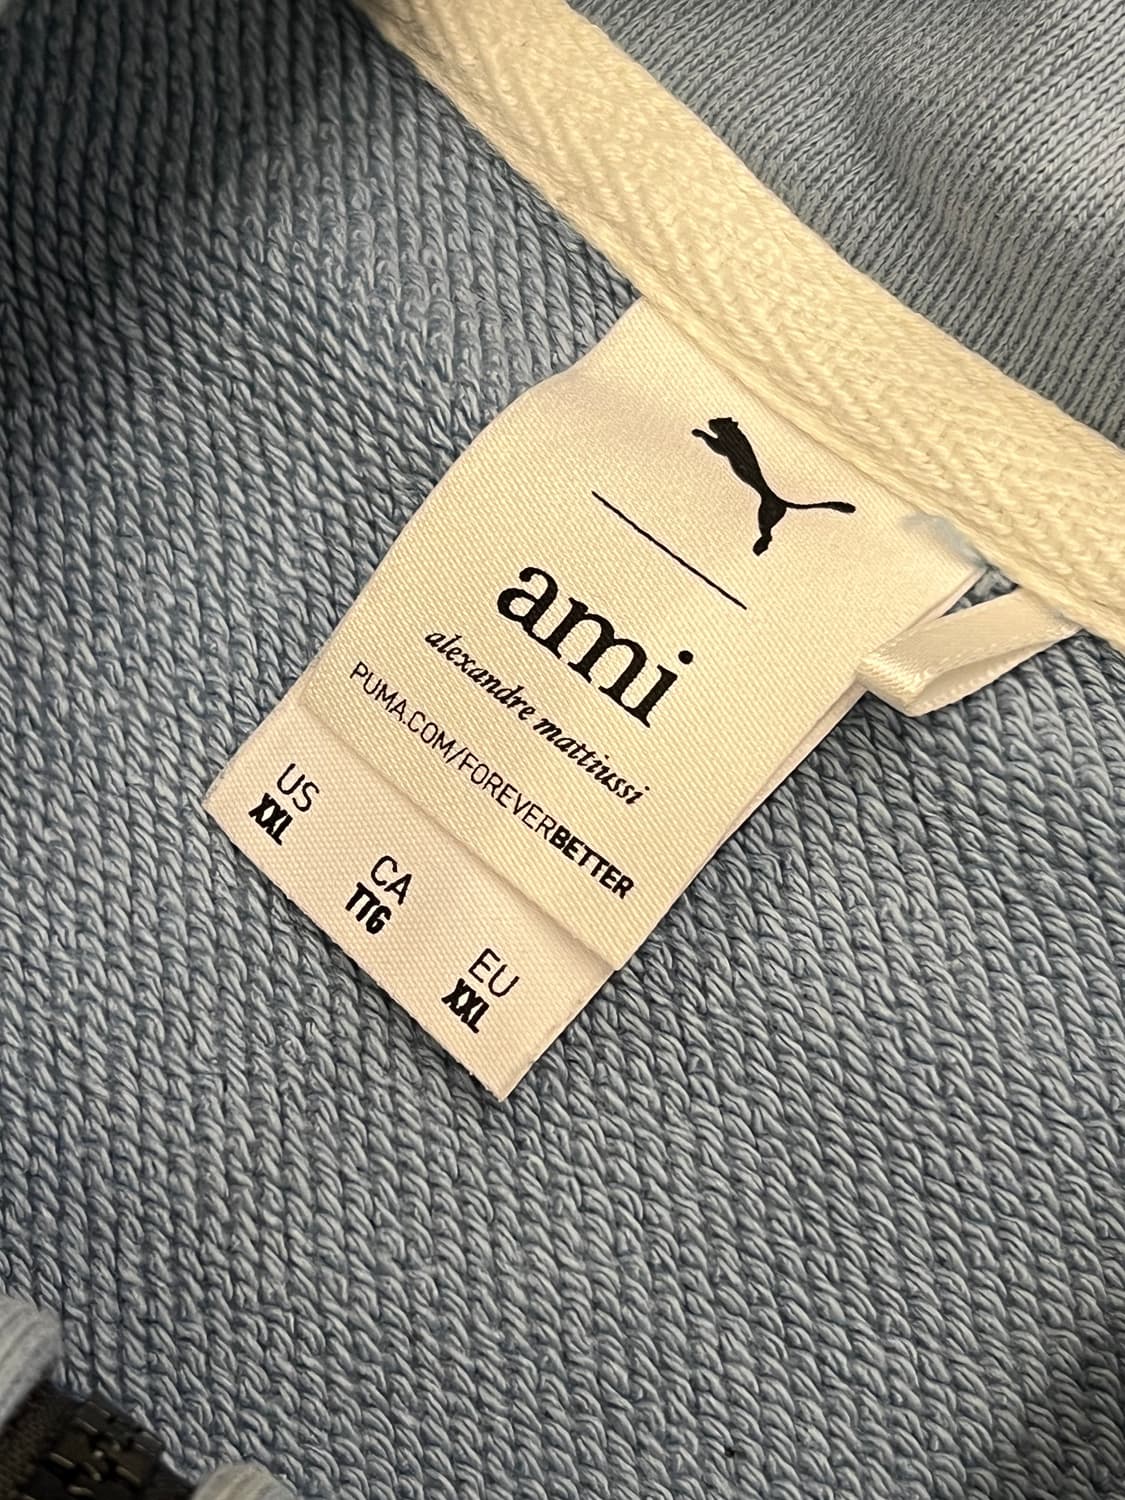 ami
alexandre mattiussi
PUMA.COM/FOREVERBETTER
US
XXL
CA
TTG
EU
XXL